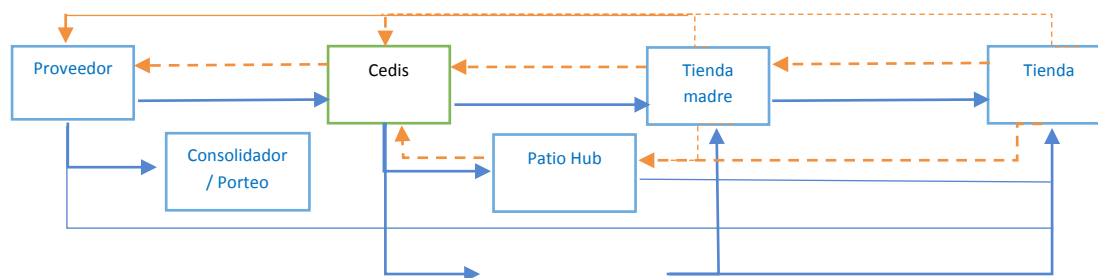 Proveedor
Cedis
Tienda
madre
Tienda
Consolidador
/ Porteo
Patio Hub